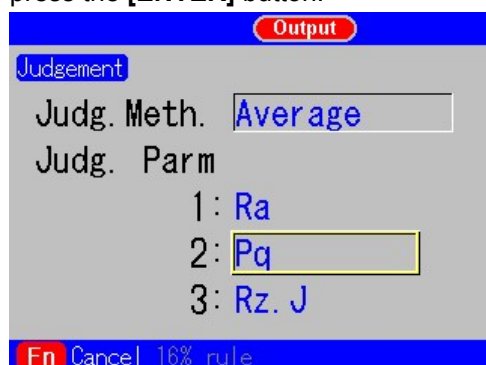 press the [ENTER] button.
Output
Judgement
Judg. Meth. Average
Judg. Parm
1: Ra
2: Pq
3: Rz. J
En Cancel 16% rule